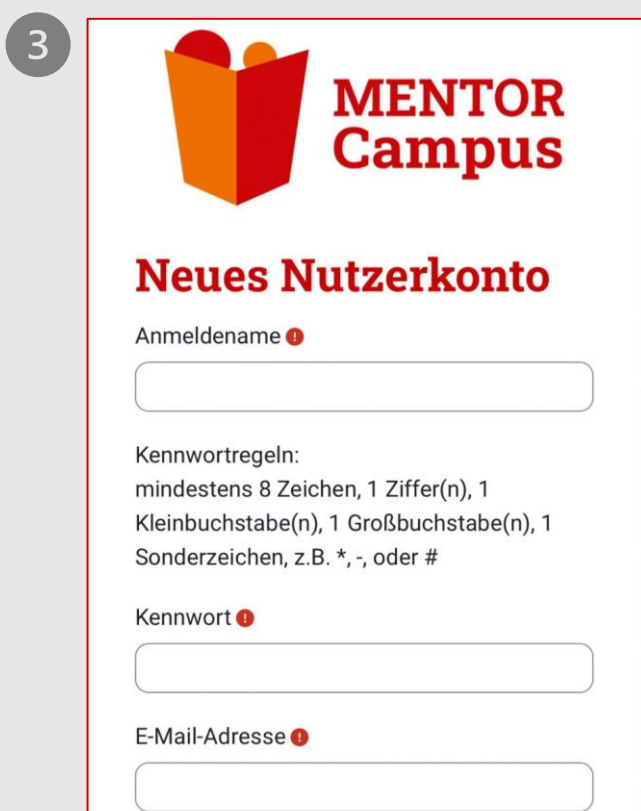 3
MENTOR
Campus
Neues Nutzerkonto
Anmeldename
Kennwortregeln:
mindestens 8 Zeichen, 1 Ziffer(n), 1
Kleinbuchstabe(n), 1 Großbuchstabe(n), 1
Sonderzeichen, z.B. *, -, oder #
Kennwort
E-Mail-Adresse